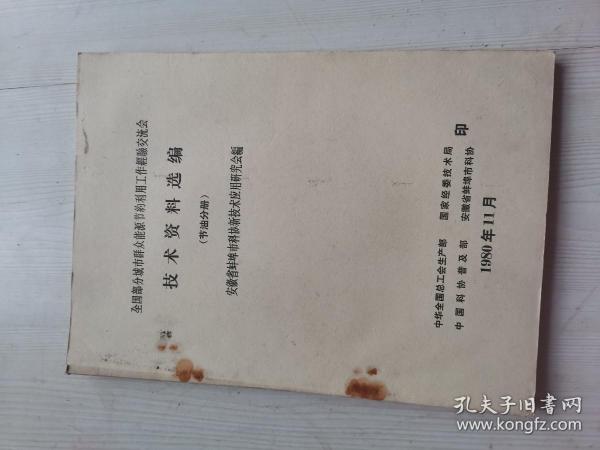 全国部分城市群众能源节约利用工作经验交流会
技术资料选编
(节油分册)
安徽省蚌埠市科协新技术应用研究会编
中华全国总工会生产部 国家经委技术局
中国科协普及部 安徽省蚌埠市科协
印
1980年11月
孔夫子旧书网
www.kongfz.com